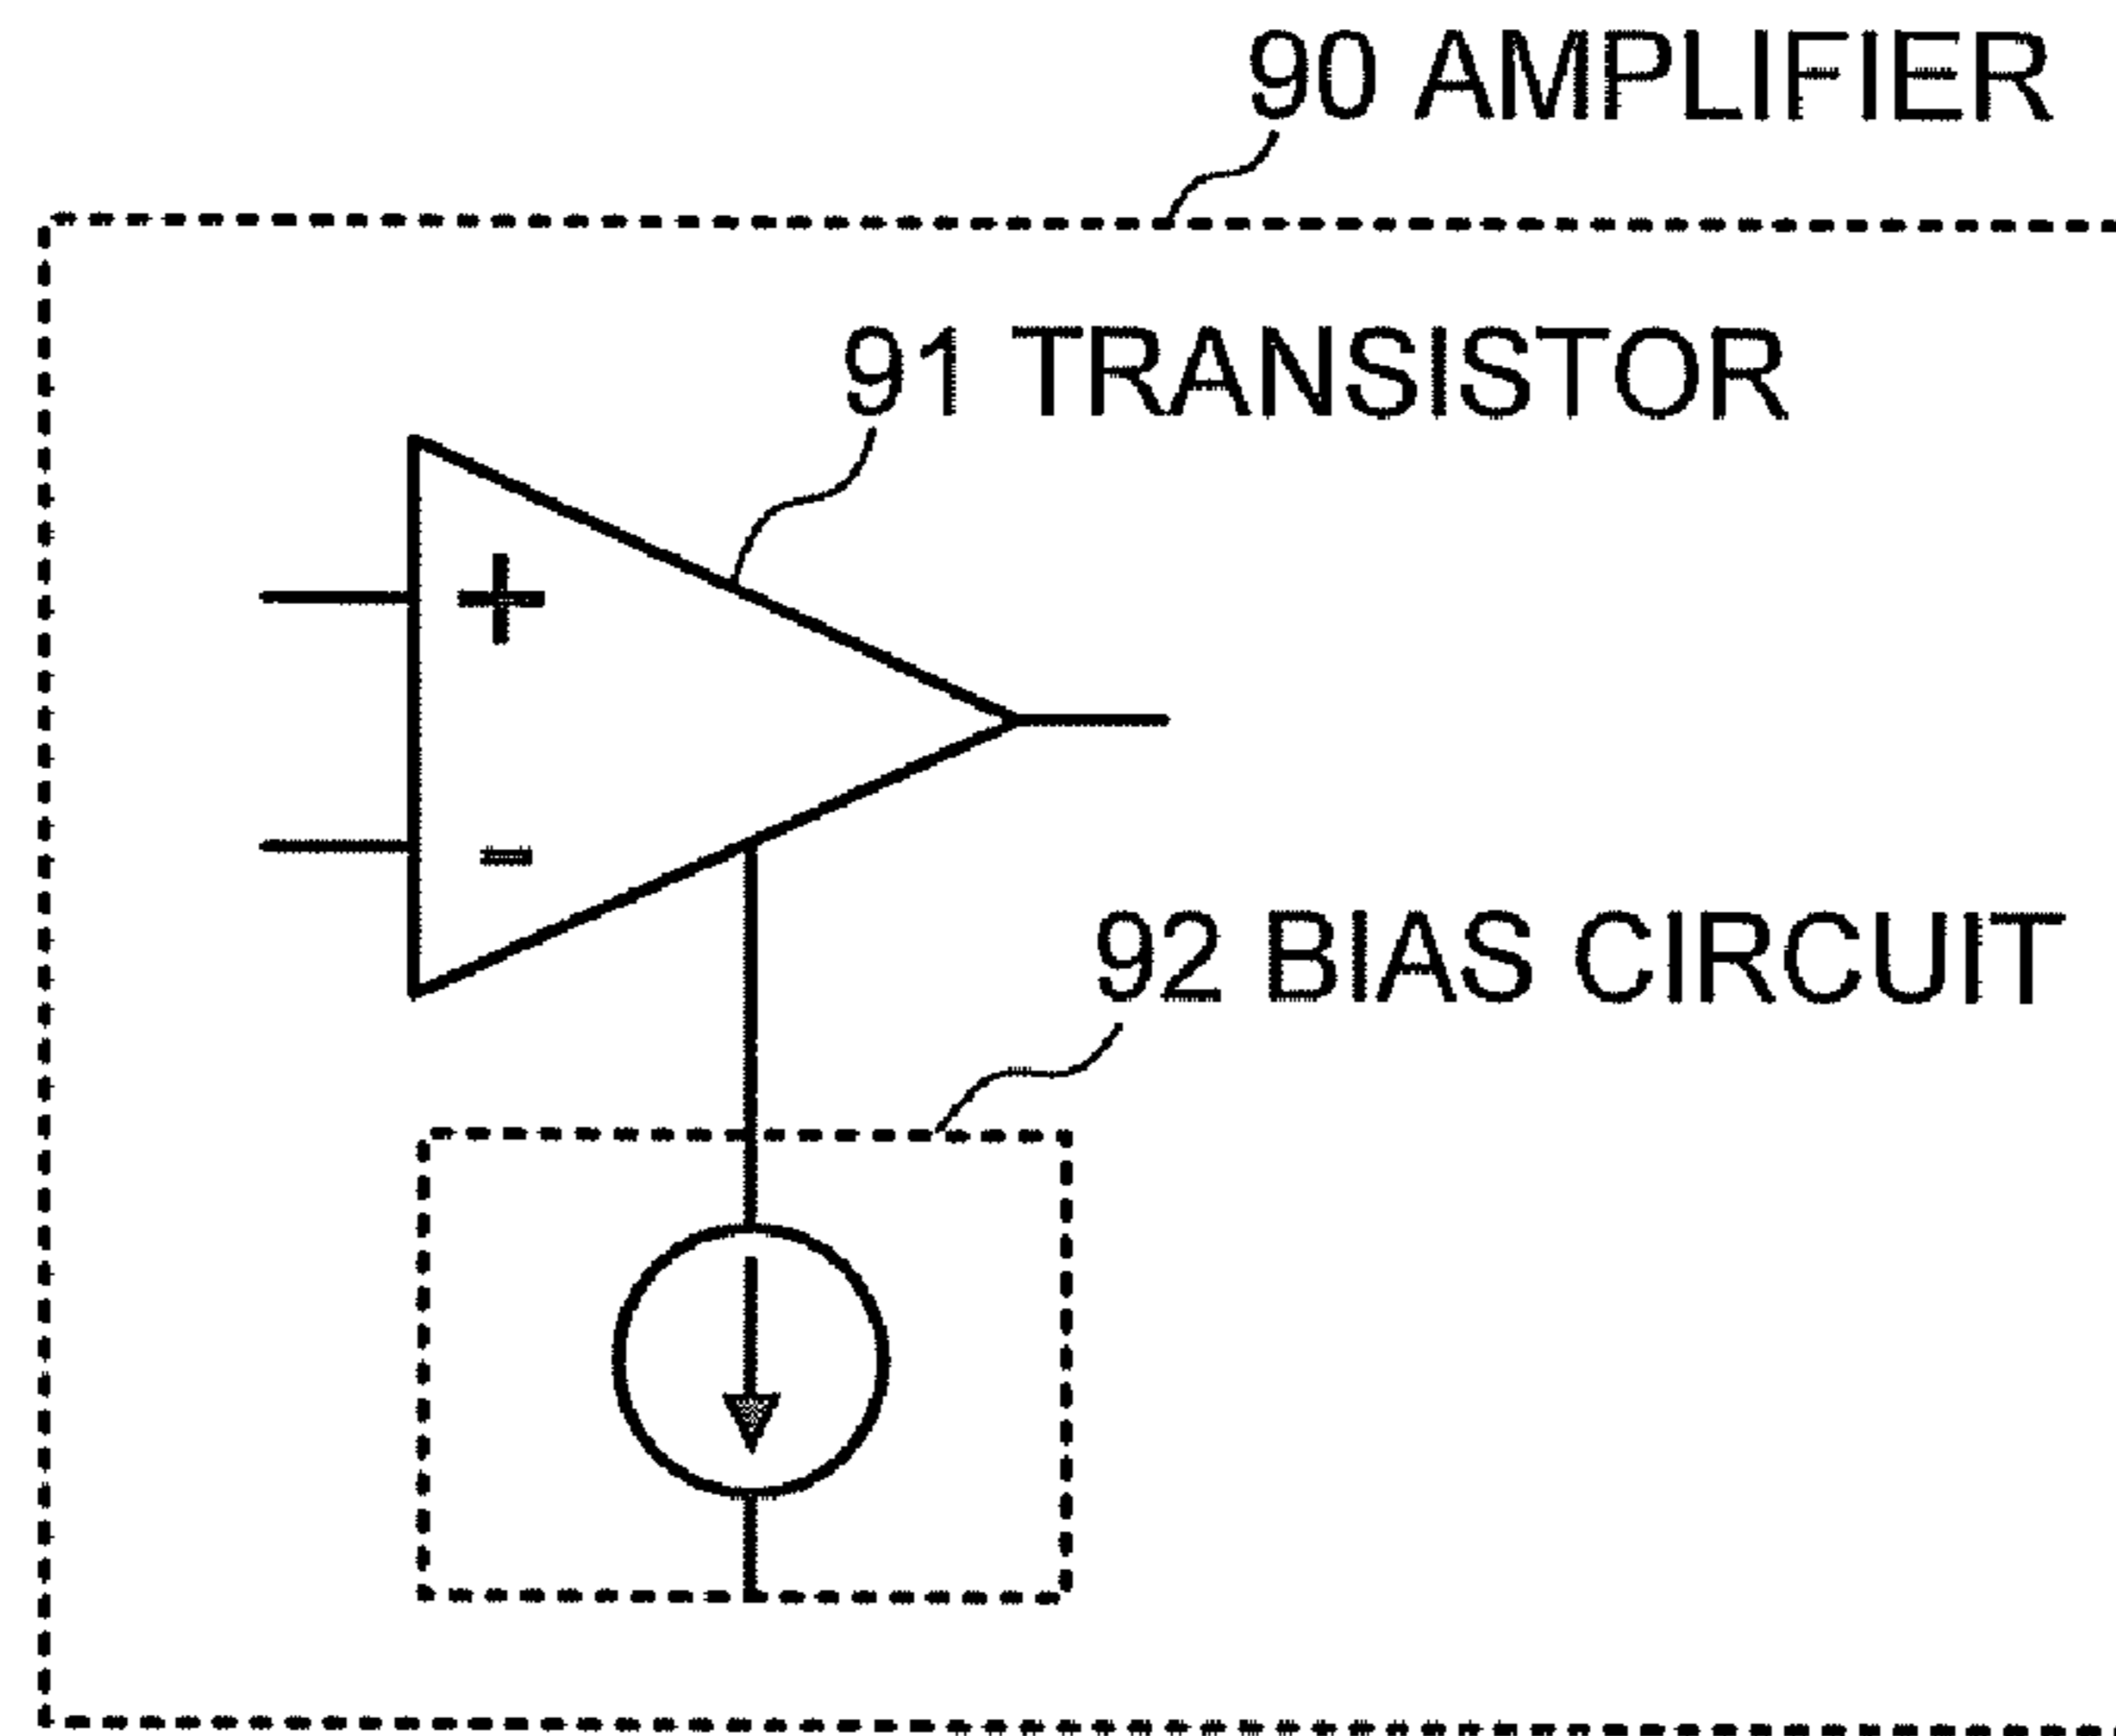 90 AMPLIFIER
91 TRANSISTOR
+
-
92 BIAS CIRCUIT